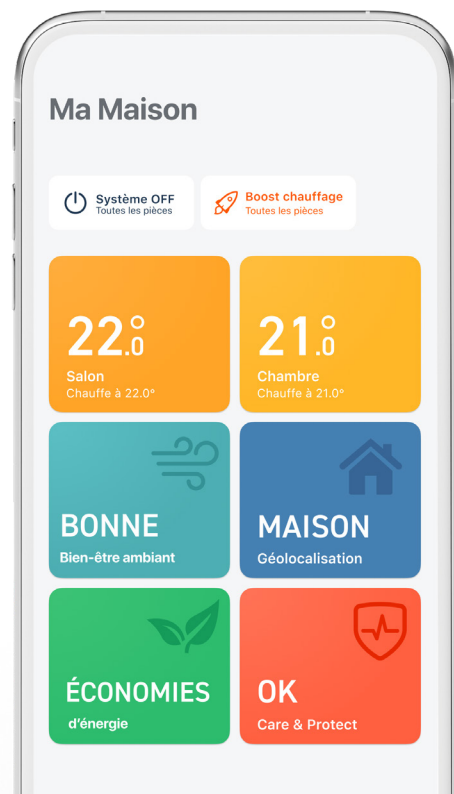 Ma Maison
Système OFF
Toutes les pièces
Boost chauffage
Toutes les pièces
22.0°
Salon
Chauffe à 22.0°
21.0°
Chambre
Chauffe à 21.0°
BONNE
Bien-être ambiant
MAISON
Géolocalisation
ÉCONOMIES
d'énergie
OK
Care & Protect